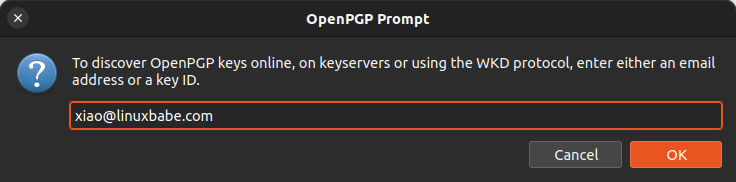 OpenPGP Prompt
To discover OpenPGP keys online, on keyservers or using the WKD protocol, enter either an email
address or a key ID.
xiao@linuxbabe.com
Cancel OK